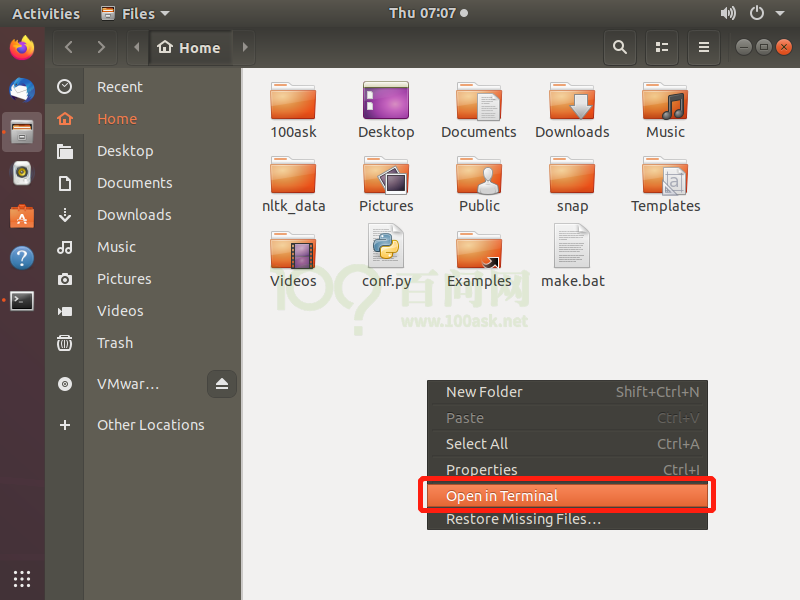 Activities Files Thu 07:07
Home
Recent
Home
Desktop
Documents
Downloads
Music
Pictures
Videos
Trash
VMwar…
Other Locations
100ask Desktop Documents Downloads Music
nltk_data Pictures Public snap Templates
Videos conf.py Examples make.bat
100 百问网
www.100ask.net
New Folder Shift+Ctrl+N
Paste Ctrl+V
Select All Ctrl+A
Properties Ctrl+I
Open in Terminal
Restore Missing Files…